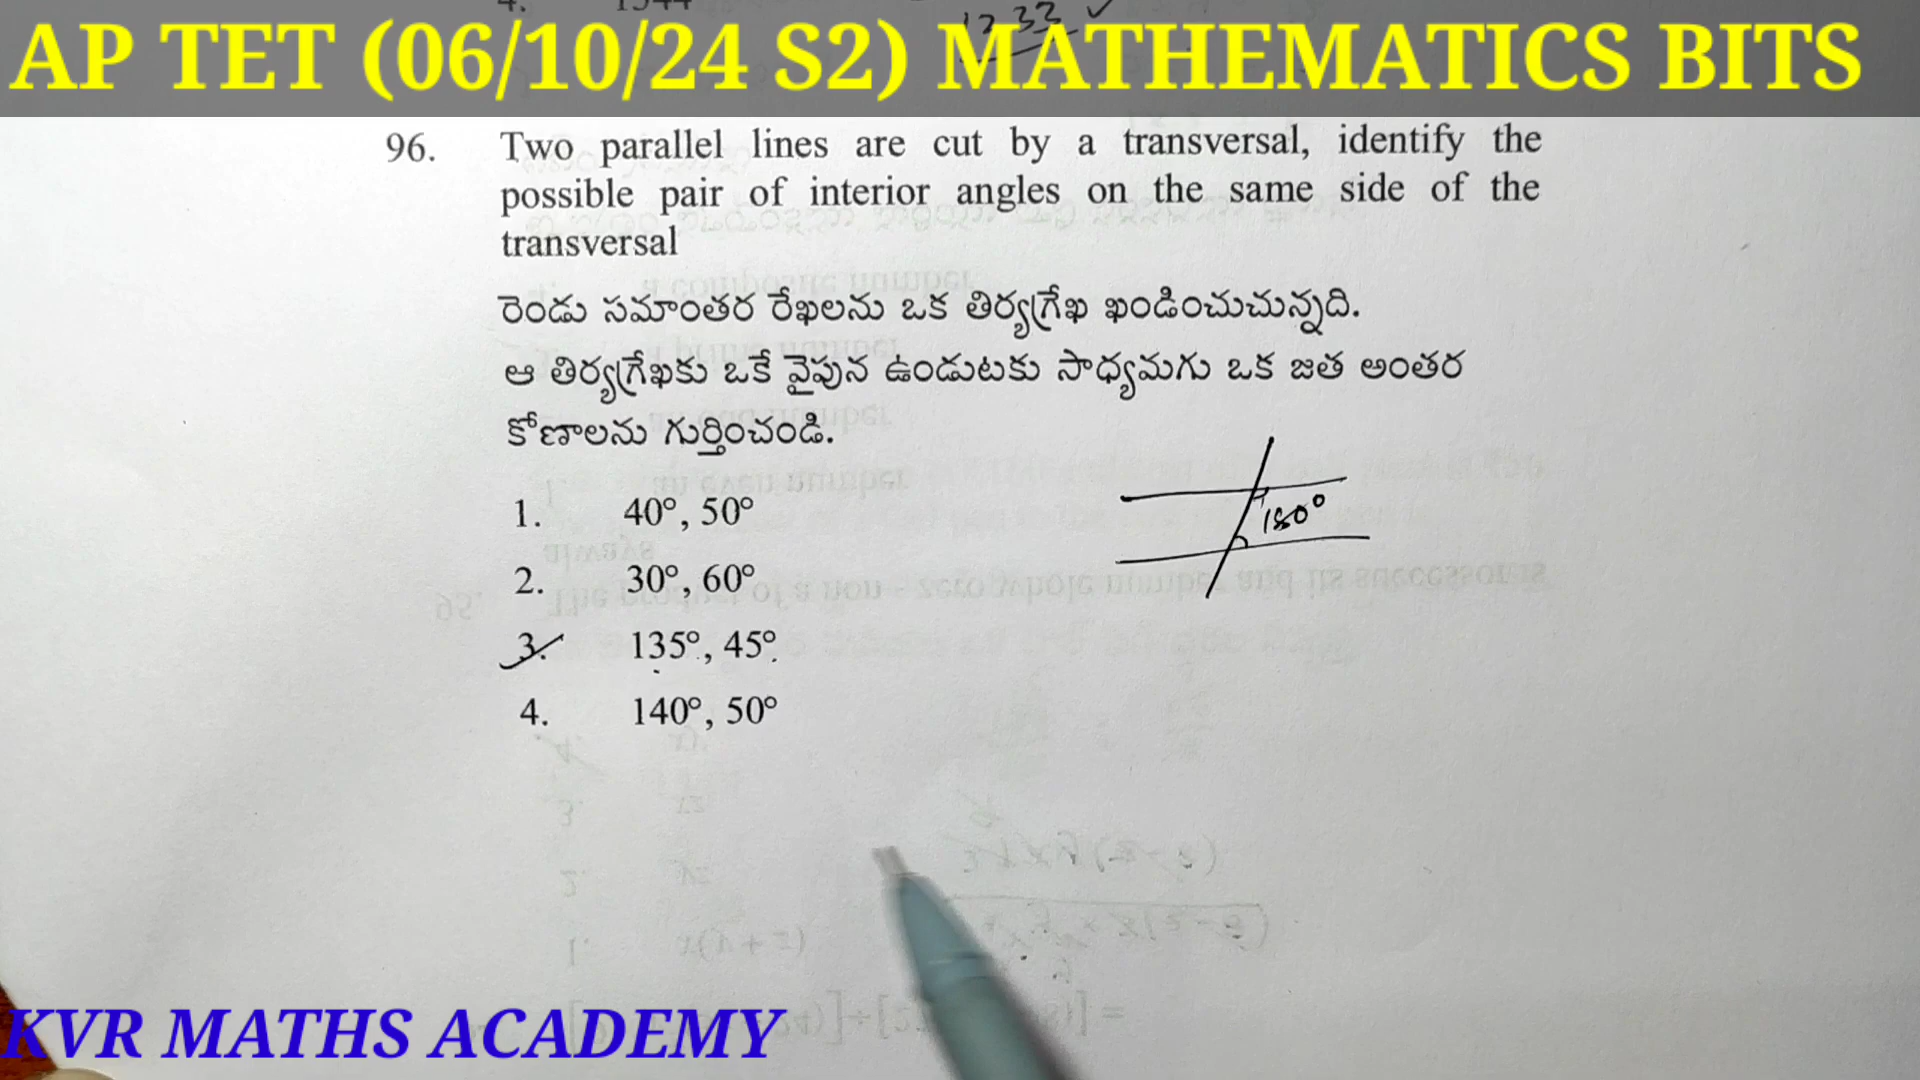 AP TET (06/10/24 S2) MATHEMATICS BITS
96. Two parallel lines are cut by a transversal, identify the
possible pair of interior angles on the same side of the
transversal
రెండు సమాంతర రేఖలను ఒక తిర్యగ్రేఖ ఖండించుచున్నది.
ఆ తిర్యగ్రేఖకు ఒకే వైపున ఉండుటకు సాధ్యమగు ఒక జత అంతర
కోణాలను గుర్తించండి.
1. 40°, 50°
2. 30°, 60°
3. 135°, 45°
4. 140°, 50°
180°
KVR MATHS ACADEMY